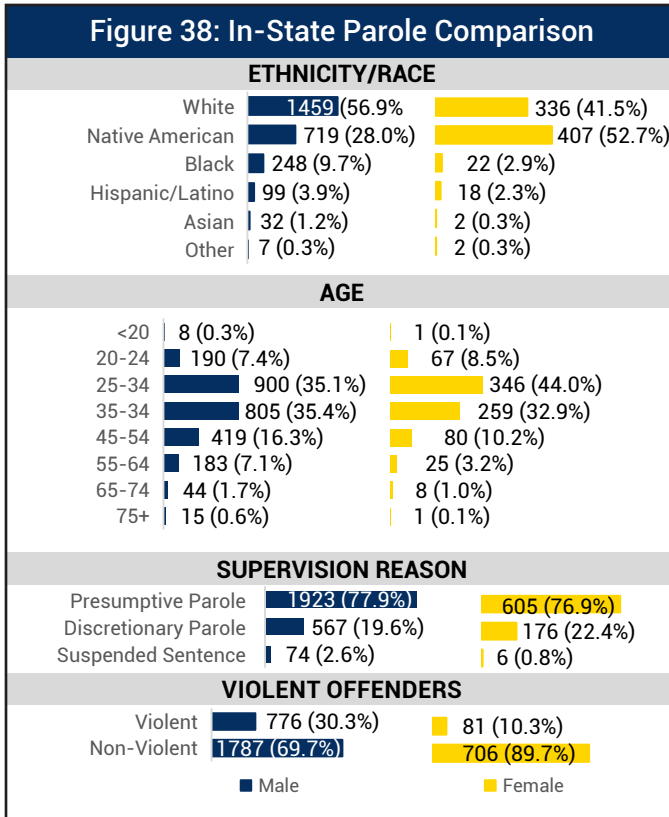 Figure 38: In-State Parole Comparison
ETHNICITY/RACE
White 1459 (56.9% 336 (41.5%)
Native American 719 (28.0%) 407 (52.7%)
Black 248 (9.7%) 22 (2.9%)
Hispanic/Latino 99 (3.9%) 18 (2.3%)
Asian 32 (1.2%) 2 (0.3%)
Other 7 (0.3%) 2 (0.3%)
AGE
<20 8 (0.3%) 1 (0.1%)
20-24 190 (7.4%) 67 (8.5%)
25-34 900 (35.1%) 346 (44.0%)
35-34 805 (35.4%) 259 (32.9%)
45-54 419 (16.3%) 80 (10.2%)
55-64 183 (7.1%) 25 (3.2%)
65-74 44 (1.7%) 8 (1.0%)
75+ 15 (0.6%) 1 (0.1%)
SUPERVISION REASON
Presumptive Parole 1923 (77.9%) 605 (76.9%)
Discretionary Parole 567 (19.6%) 176 (22.4%)
Suspended Sentence 74 (2.6%) 6 (0.8%)
VIOLENT OFFENDERS
Violent 776 (30.3%) 81 (10.3%)
Non-Violent 1787 (69.7%) 706 (89.7%)
Male Female